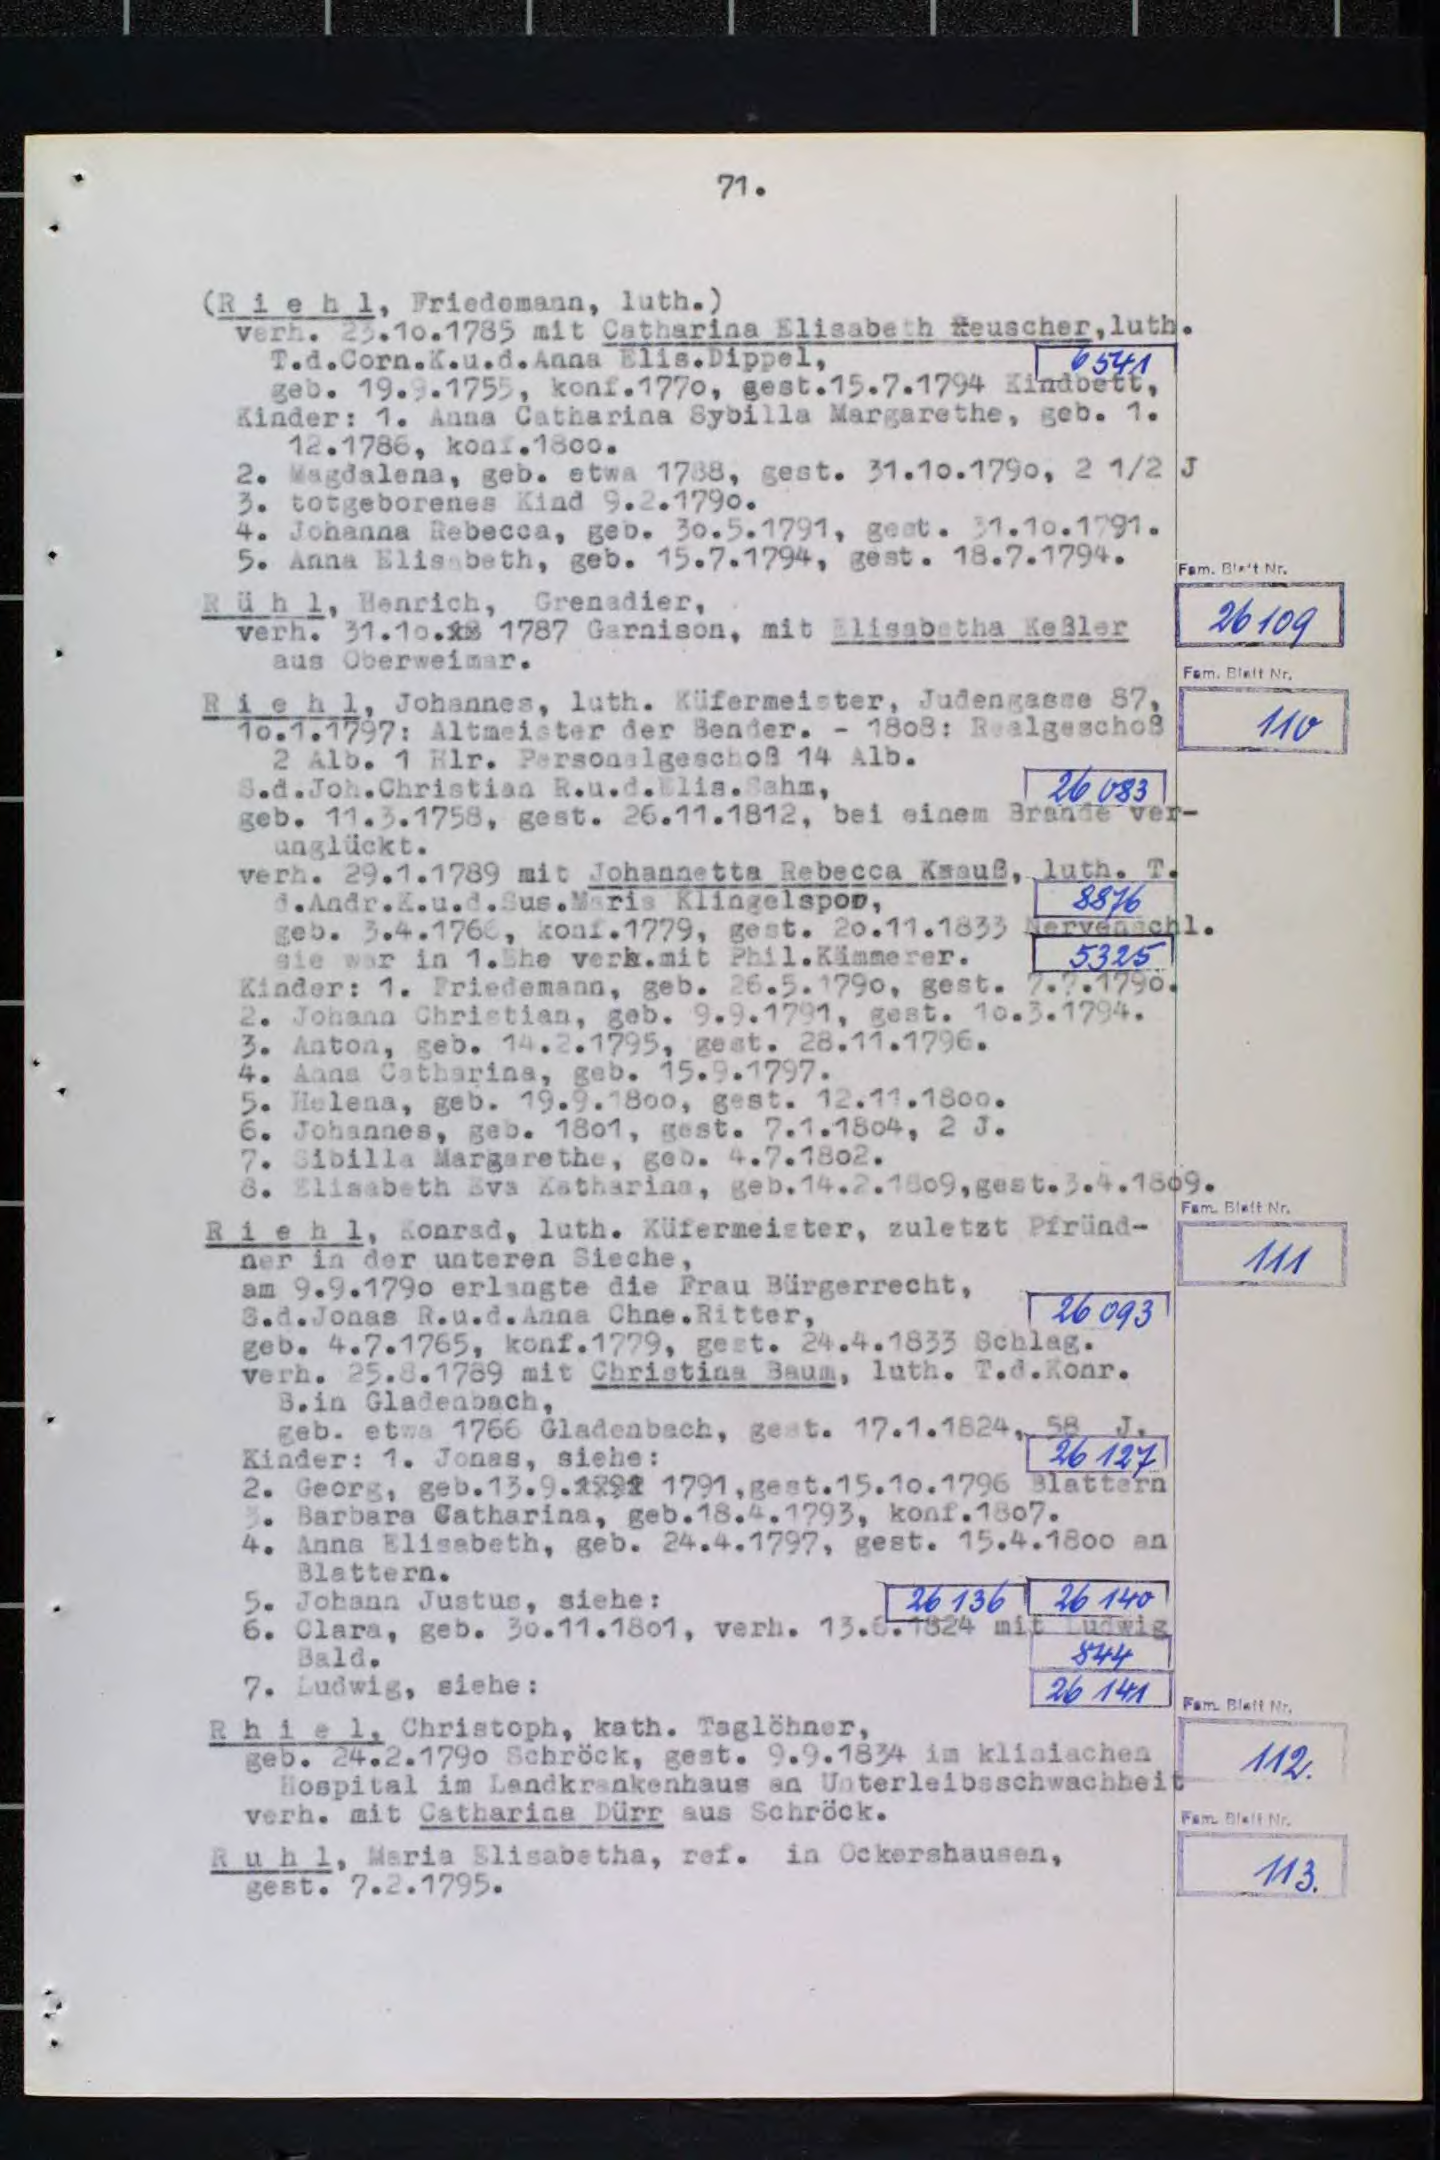 71.
(R i e h l, Friedemann, luth.)
verh. 23.10.1785 mit Catharina Elisabeth Keuscher, luth.
T.d.Corn.K.u.d.Anna Elis.Dippel,
6541
geb. 19.9.1755, konf.1770, gest.15.7.1794 Kindbett,
Kinder: 1. Anna Catharina Sybilla Margarethe, geb. 1.
12.1786, konf.1800.
2. Magdalena, geb. etwa 1788, gest. 31.10.1790, 2 1/2 J
3. totgeborenes Kind 9.2.1790.
4. Johanna Rebecca, geb. 30.5.1791, gest. 31.10.1791.
5. Anna Elisabeth, geb. 15.7.1794, gest. 18.7.1794.
Fam. Blatt Nr.
26109
R ü h l, Henrich, Grenadier,
verh. 31.10. 1787 Garnison, mit Elisabetha Keßler
aus Oberweimar.
Fam. Blatt Nr.
110
R i e h l, Johannes, luth. Küfermeister, Judengasse 87,
10.1.1797: Altmeister der Bender. - 1808: Realgeschoß
2 Alb. 1 Hlr. Personalgeschoß 14 Alb.
S.d.Joh.Christian R.u.d.Elis.Sahm,
26083
geb. 11.3.1758, gest. 26.11.1812, bei einem Brande ver-
unglückt.
verh. 29.1.1789 mit Johannetta Rebecca Knauß, luth. T.
d.Andr.K.u.d.Sus.Maria Klingelspor,
8876
geb. 3.4.1766, konf.1779, gest. 20.11.1833 Nervenschl.
sie war in 1.Ehe verh.mit Phil.Kämmerer.
5325
Kinder: 1. Friedemann, geb. 26.5.1790, gest. 7.7.1790.
2. Johann Christian, geb. 9.9.1791, gest. 10.3.1794.
3. Anton, geb. 14.2.1795, gest. 28.11.1796.
4. Anna Catharina, geb. 15.9.1797.
5. Helena, geb. 19.9.1800, gest. 12.11.1800.
6. Johannes, geb. 1801, gest. 7.1.1804, 2 J.
7. Sibilla Margarethe, geb. 4.7.1802.
8. Elisabeth Eva Katharina, geb.14.2.1809,gest.3.4.1809.
Fam. Blatt Nr.
111
R i e h l, Konrad, luth. Küfermeister, zuletzt Pfründ-
ner in der unteren Sieche,
am 9.9.1790 erlangte die Frau Bürgerrecht,
S.d.Jonas R.u.d.Anna Chne.Ritter,
26093
geb. 4.7.1765, konf.1779, gest. 24.4.1833 Schlag.
verh. 25.8.1789 mit Christina Baum, luth. T.d.Konr.
B.in Gladenbach,
geb. etwa 1766 Gladenbach, gest. 17.1.1824, 58 J.
Kinder: 1. Jonas, siehe:
26127
2. Georg, geb.13.9. 1791,gest.15.10.1796 Blattern
3. Barbara Catharina, geb.18.4.1793, konf.1807.
4. Anna Elisabeth, geb. 24.4.1797, gest. 15.4.1800 an
Blattern.
5. Johann Justus, siehe:
26136 26140
6. Clara, geb. 30.11.1801, verh. 13.6.1824 mit Ludwig
Bald.
844
7. Ludwig, siehe:
26141
Fam. Blatt Nr.
112.
R h i e l, Christoph, kath. Taglöhner,
geb. 24.2.1790 Schröck, gest. 9.9.1834 im klinischen
Hospital im Landkrankenhaus an Unterleibsschwachheit
verh. mit Catharina Dürr aus Schröck.
Fam. Blatt Nr.
113.
R u h l, Maria Elisabetha, ref. in Ockershausen,
gest. 7.2.1795.